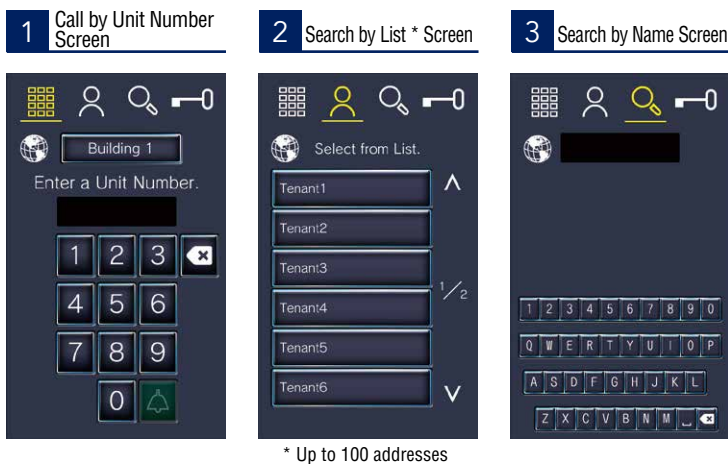 1 Call by Unit Number
Screen
Building 1
Enter a Unit Number.
1 2 3
4 5 6
7 8 9
0
2 Search by List * Screen
Select from List.
Tenant1
Tenant2
Tenant3
1/2
Tenant4
Tenant5
Tenant6
* Up to 100 addresses
3 Search by Name Screen
1 2 3 4 5 6 7 8 9 0
Q W E R T Y U I O P
A S D F G H J K L
Z X C V B N M